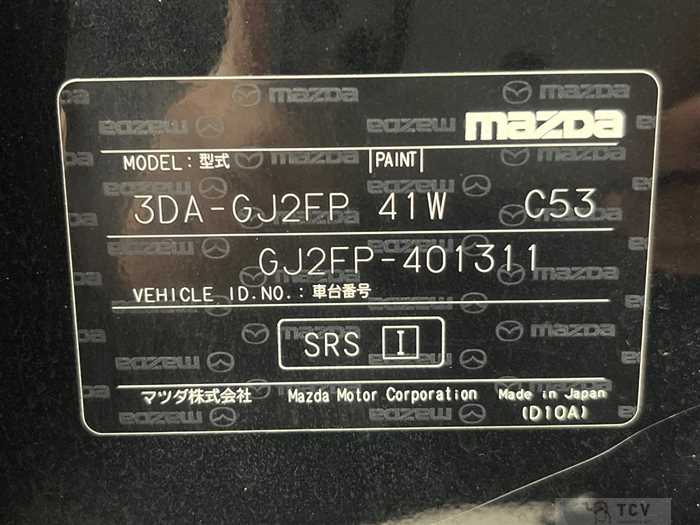 mazda
MODEL: 型式 PAINT
3DA-GJ2FP 41W C53
GJ2FP-401311
VEHICLE ID.NO.: 車台番号
SRS I
マツダ株式会社 Mazda Motor Corporation Made in Japan
(D10A)
TCV